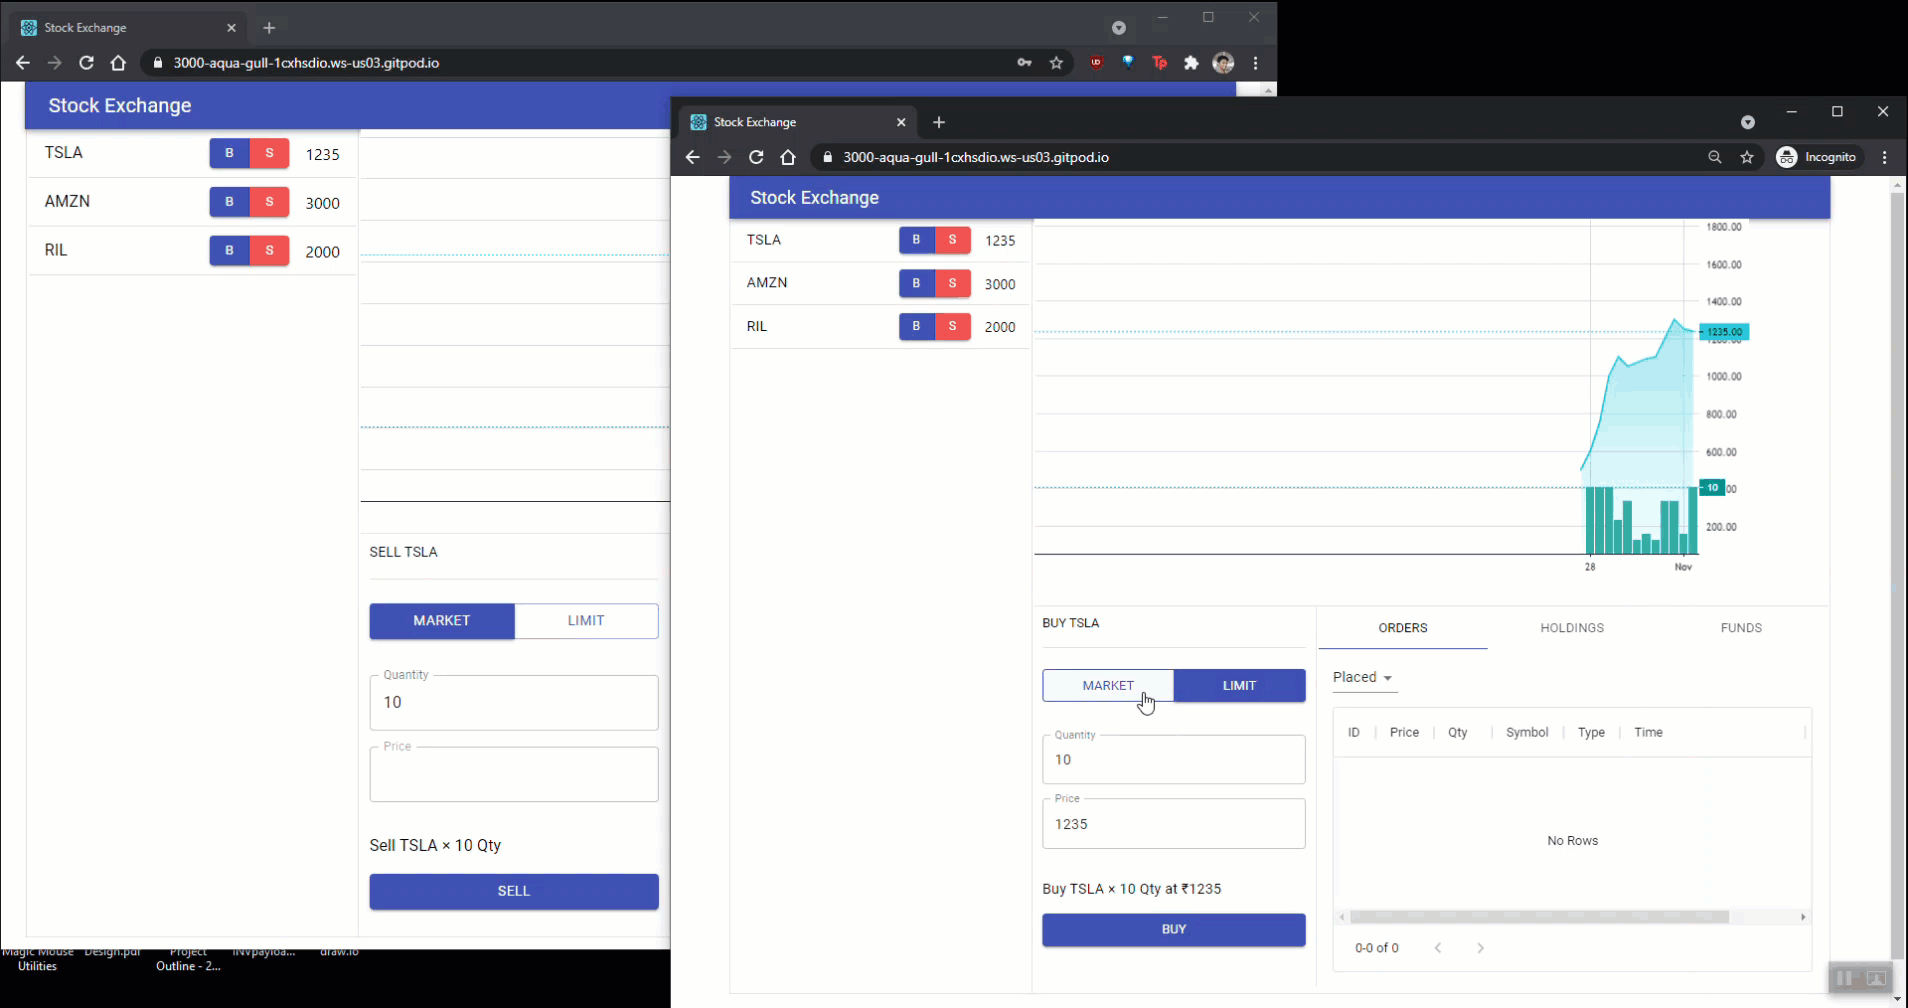 Stock Exchange
3000-aqua-gull-1cxhsdio.ws-us03.gitpod.io
Stock Exchange
TSLA B S 1235
AMZN B S 3000
RIL B S 2000
SELL TSLA
MARKET LIMIT
Quantity
10
Price
Sell TSLA × 10 Qty
SELL
Magic Mouse
Utilities
Design.pdf
Project
Outline - 2...
INVpayloa...
draw.io
Stock Exchange
3000-aqua-gull-1cxhsdio.ws-us03.gitpod.io
Incognito
Stock Exchange
TSLA B S 1235
AMZN B S 3000
RIL B S 2000
1800.00
1600.00
1400.00
1235.00
1000.00
800.00
600.00
10
200.00
28 Nov
BUY TSLA
MARKET LIMIT
Quantity
10
Price
1235
Buy TSLA × 10 Qty at ₹1235
BUY
ORDERS HOLDINGS FUNDS
Placed
ID Price Qty Symbol Type Time
No Rows
0-0 of 0